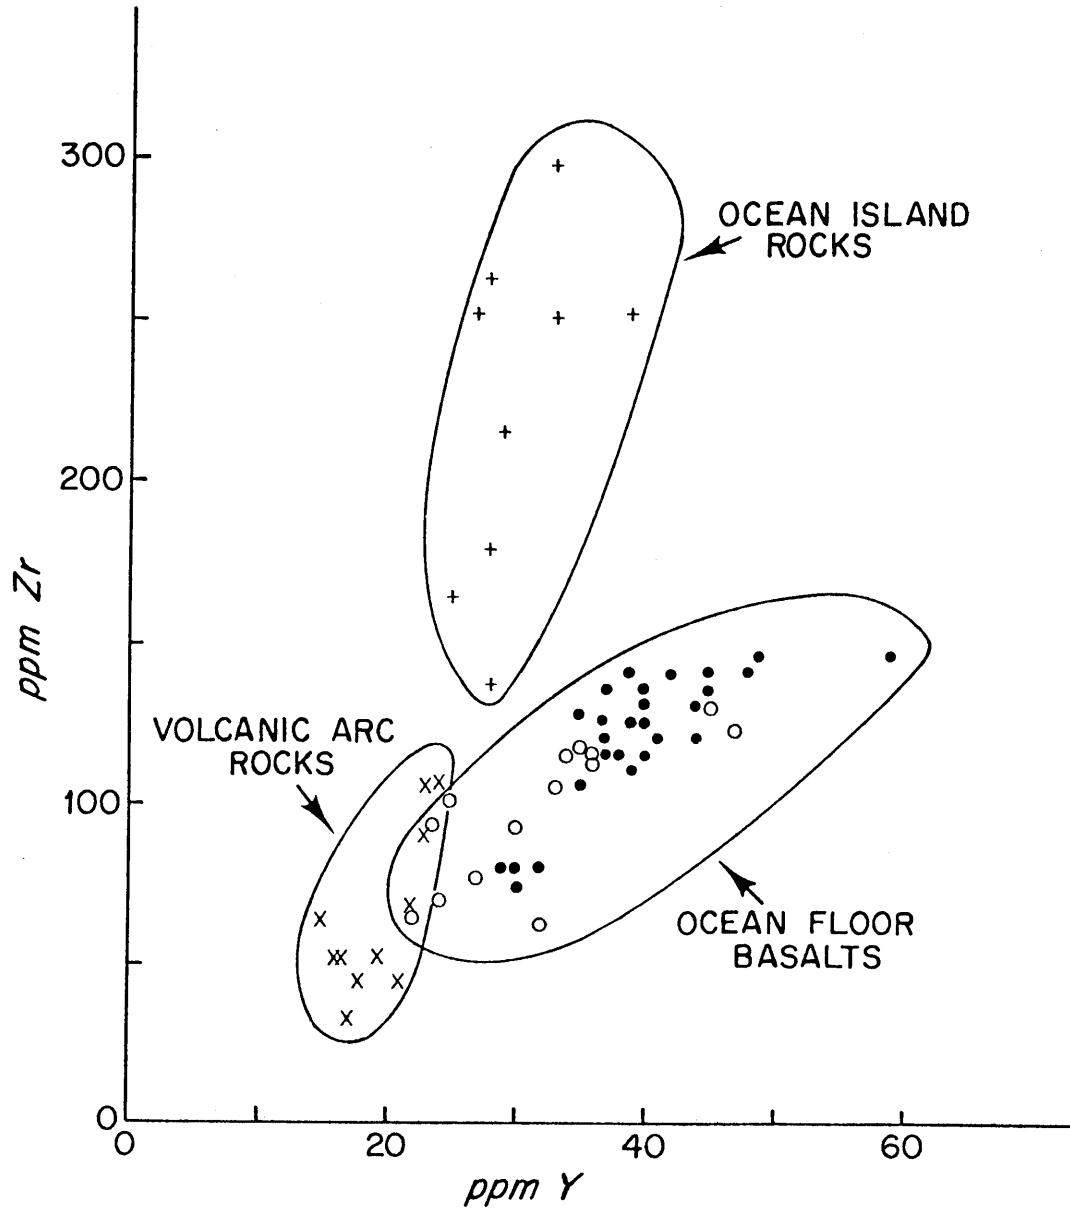 300
OCEAN ISLAND
ROCKS
200
ppm Zr
VOLCANIC ARC
ROCKS
100
OCEAN FLOOR
BASALTS
0
0 20 40 60
ppm Y